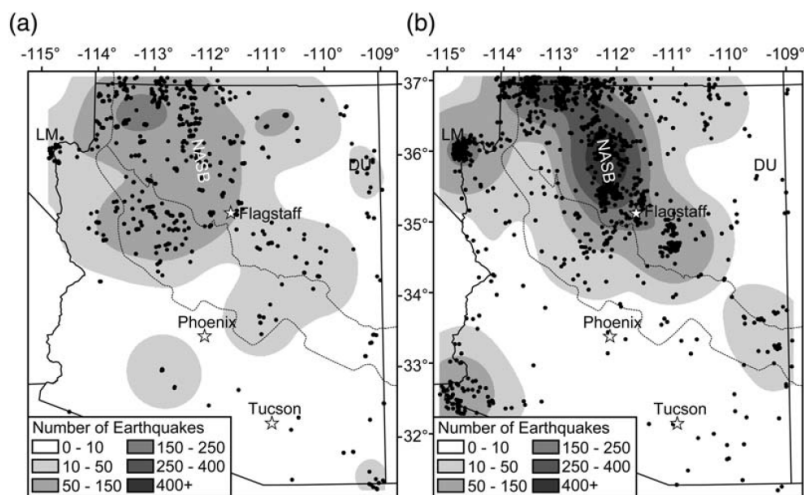 (a)
-115° -114° -113° -112° -111° -110° -109°
LM
NASB
DU
Flagstaff
Phoenix
Tucson
Number of Earthquakes
0 - 10 150 - 250
10 - 50 250 - 400
50 - 150 400+
(b)
-115° -114° -113° -112° -111° -110° -109°
37°
36°
35°
34°
33°
32°
LM
NASB
DU
Flagstaff
Phoenix
Tucson
Number of Earthquakes
0 - 10 150 - 250
10 - 50 250 - 400
50 - 150 400+